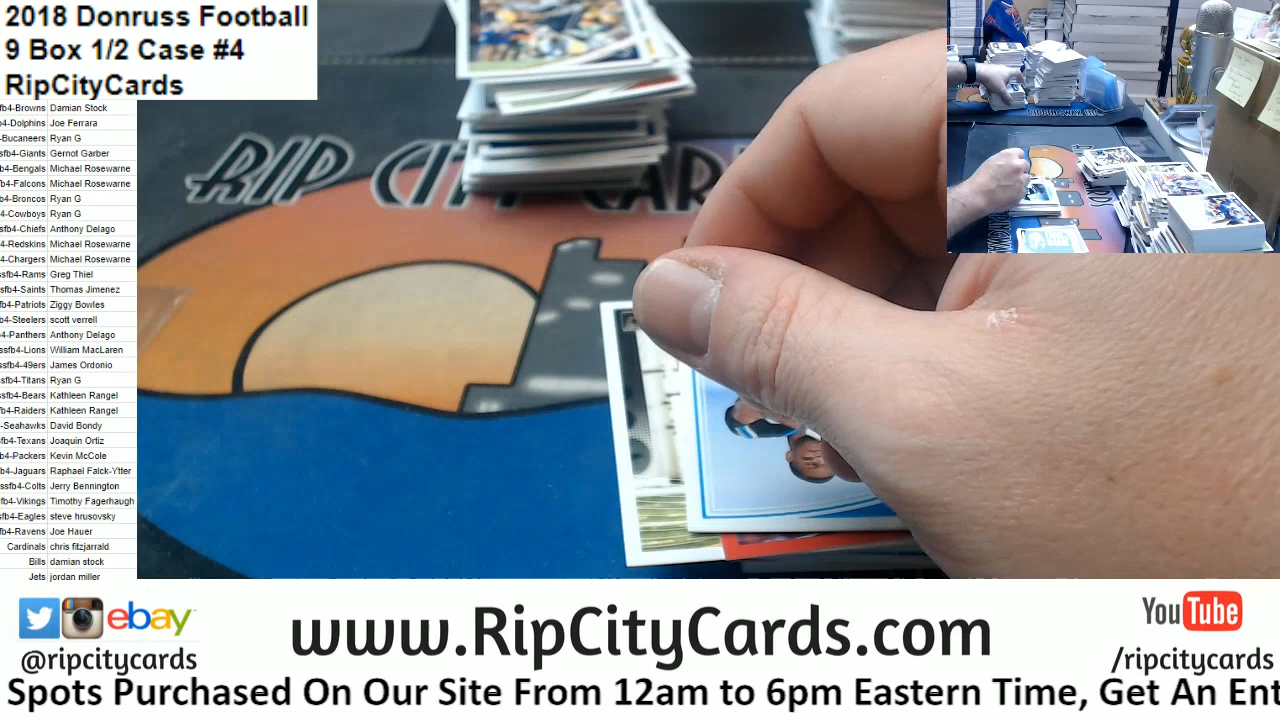 2018 Donruss Football
9 Box 1/2 Case #4
RipCityCards
fb4-Browns Damian Stock
4-Dolphins Joe Ferrara
-Bucaneers Ryan G
sfb4-Giants Gernot Garber
b4-Bengals Michael Rosewarne
fb4-Falcons Michael Rosewarne
fb4-Broncos Ryan G
4-Cowboys Ryan G
sfb4-Chiefs Anthony Delago
4-Redskins Michael Rosewarne
4-Chargers Michael Rosewarne
ssfb4-Rams Greg Thiel
sfb4-Saints Thomas Jimenez
fb4-Patriots Ziggy Bowles
b4-Steelers scott verrell
b4-Panthers Anthony Delago
ssfb4-Lions William MacLaren
ssfb4-49ers James Ordonio
sfb4-Titans Ryan G
sfb4-Bears Kathleen Rangel
fb4-Raiders Kathleen Rangel
-Seahawks David Bondy
fb4-Texans Joaquin Ortiz
b4-Packers Kevin McCole
b4-Jaguars Raphael Falck-Ytter
ssfb4-Colts Jerry Bennington
fb4-Vikings Timothy Fagerhaugh
sfb4-Eagles steve hrusovsky
fb4-Ravens Joe Hauer
Cardinals chris fitzjarrald
Bills damian stock
Jets jordan miller
RIP CITY CAR
ebay
@ripcitycards
www.RipCityCards.com
YouTube
/ripcitycards
Spots Purchased On Our Site From 12am to 6pm Eastern Time, Get An Ent